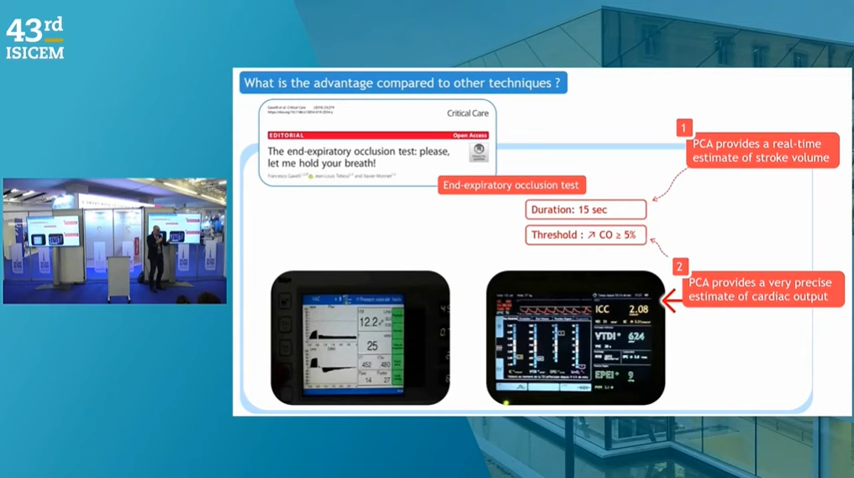 43rd
ISICEM
What is the advantage compared to other techniques ?
Critical Care
EDITORIAL
Open Access
The end-expiratory occlusion test: please,
let me hold your breath!
End-expiratory occlusion test
Duration: 15 sec
Threshold : ↗ CO ≥ 5%
1
PCA provides a real-time
estimate of stroke volume
2
PCA provides a very precise
estimate of cardiac output
12.2
25
452 480
14 27
ICC 2.08
VTDI 624
EPEI 9